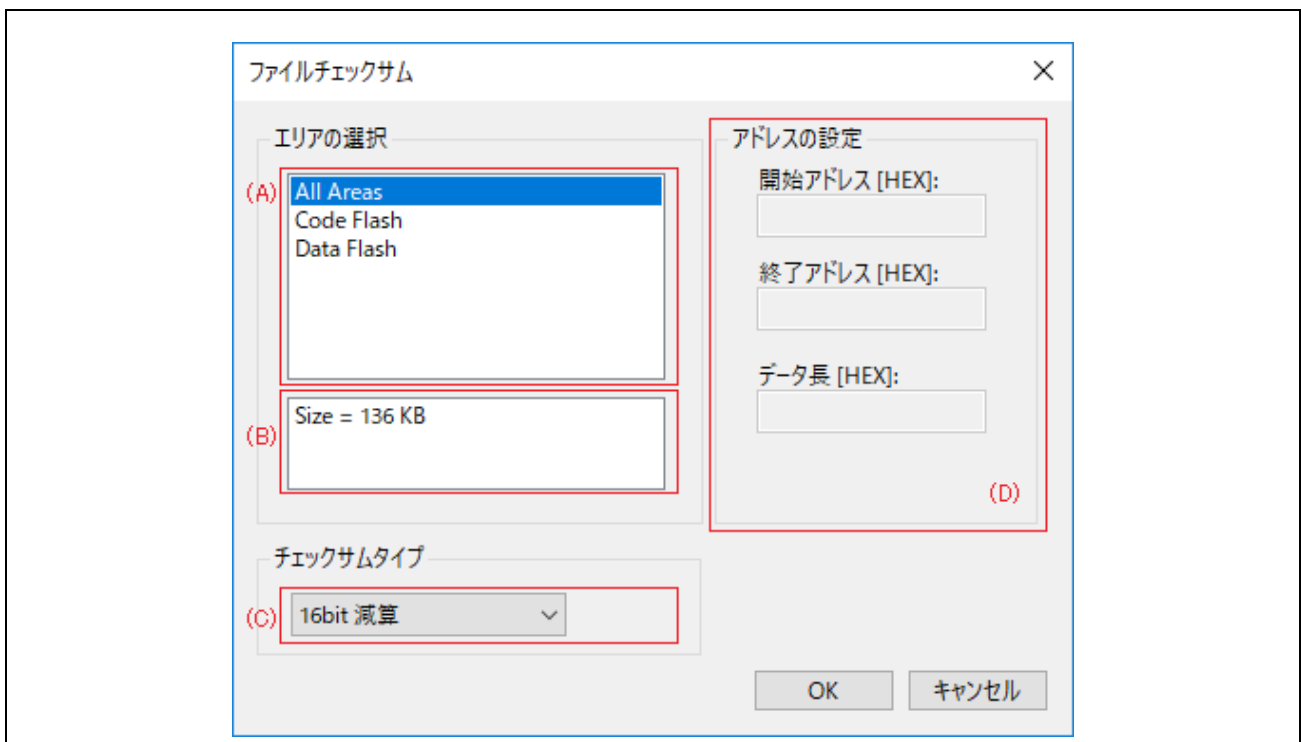 ファイルチェックサム
エリアの選択
(A)
All Areas
Code Flash
Data Flash
(B)
Size = 136 KB
チェックサムタイプ
(C)
16bit 減算
アドレスの設定
開始アドレス [HEX]:
終了アドレス [HEX]:
データ長 [HEX]:
(D)
OK
キャンセル